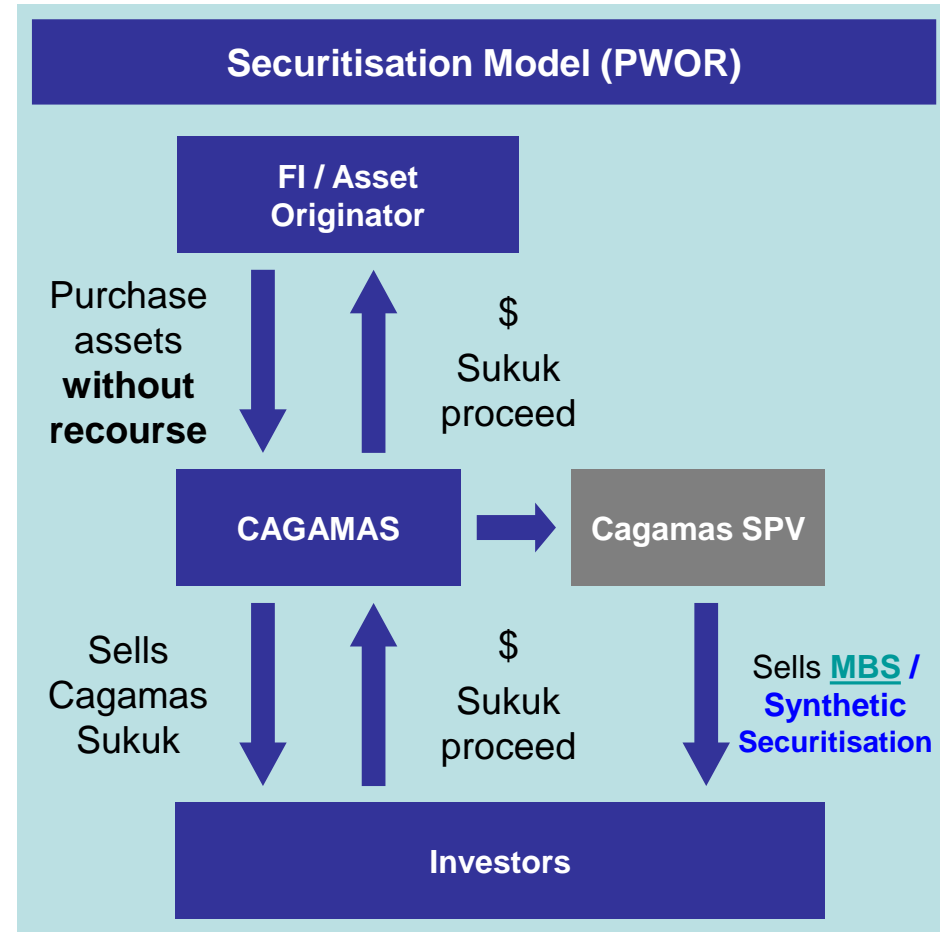 Securitisation Model (PWOR)
FI / Asset
Originator
Purchase
assets
without
recourse
$
Sukuk
proceed
CAGAMAS
Cagamas SPV
Sells
Cagamas
Sukuk
$
Sukuk
proceed
Sells MBS /
Synthetic
Securitisation
Investors